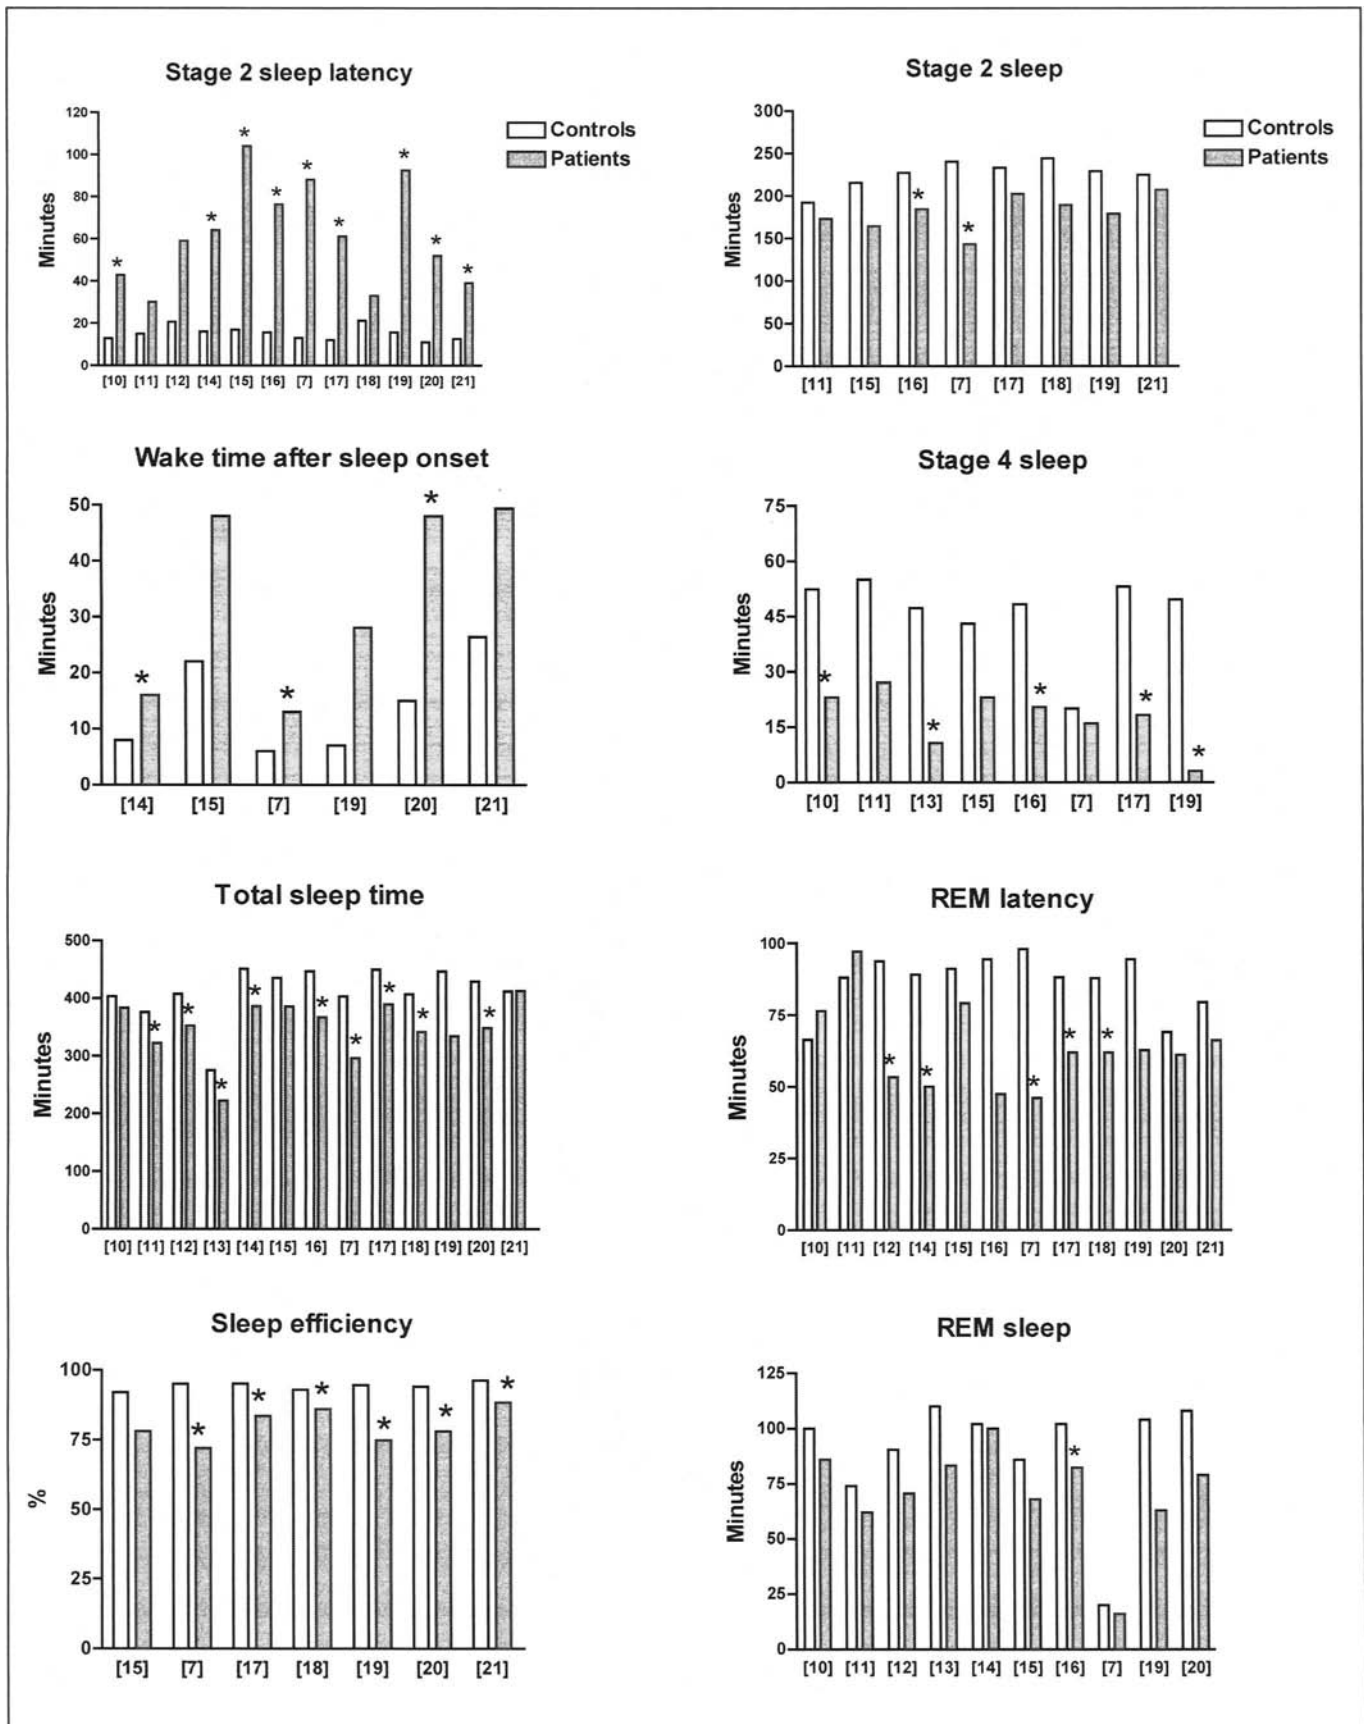 Stage 2 sleep latency
120
100
80
60
40
20
0
Minutes
* * * * * * * * *
[10] [11] [12] [14] [15] [16] [7] [17] [18] [19] [20] [21]
Controls
Patients
Stage 2 sleep
300
250
200
150
100
50
0
Minutes
* *
[11] [15] [16] [7] [17] [18] [19] [21]
Controls
Patients
Wake time after sleep onset
50
40
30
20
10
0
Minutes
* * *
[14] [15] [7] [19] [20] [21]
Stage 4 sleep
75
60
45
30
15
0
Minutes
* * * * *
[10] [11] [13] [15] [16] [7] [17] [19]
Total sleep time
500
400
300
200
100
0
Minutes
* * * * * * * * *
[10] [11] [12] [13] [14] [15] 16] [7] [17] [18] [19] [20] [21]
REM latency
100
75
50
25
0
Minutes
* * * * *
[10] [11] [12] [14] [15] [16] [7] [17] [18] [19] [20] [21]
Sleep efficiency
100
75
50
25
0
%
* * * * * *
[15] [7] [17] [18] [19] [20] [21]
REM sleep
125
100
75
50
25
0
Minutes
*
[10] [11] [12] [13] [14] [15] [16] [7] [19] [20]